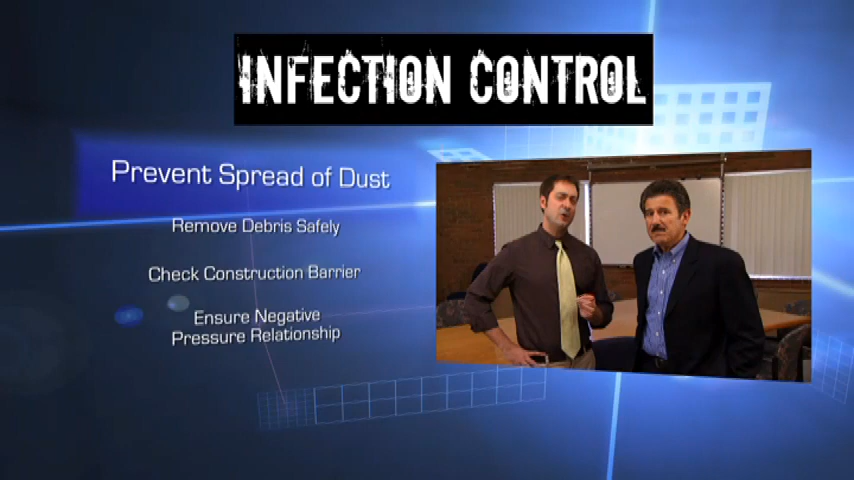 INFECTION CONTROL
Prevent Spread of Dust
Remove Debris Safely
Check Construction Barrier
Ensure Negative
Pressure Relationship